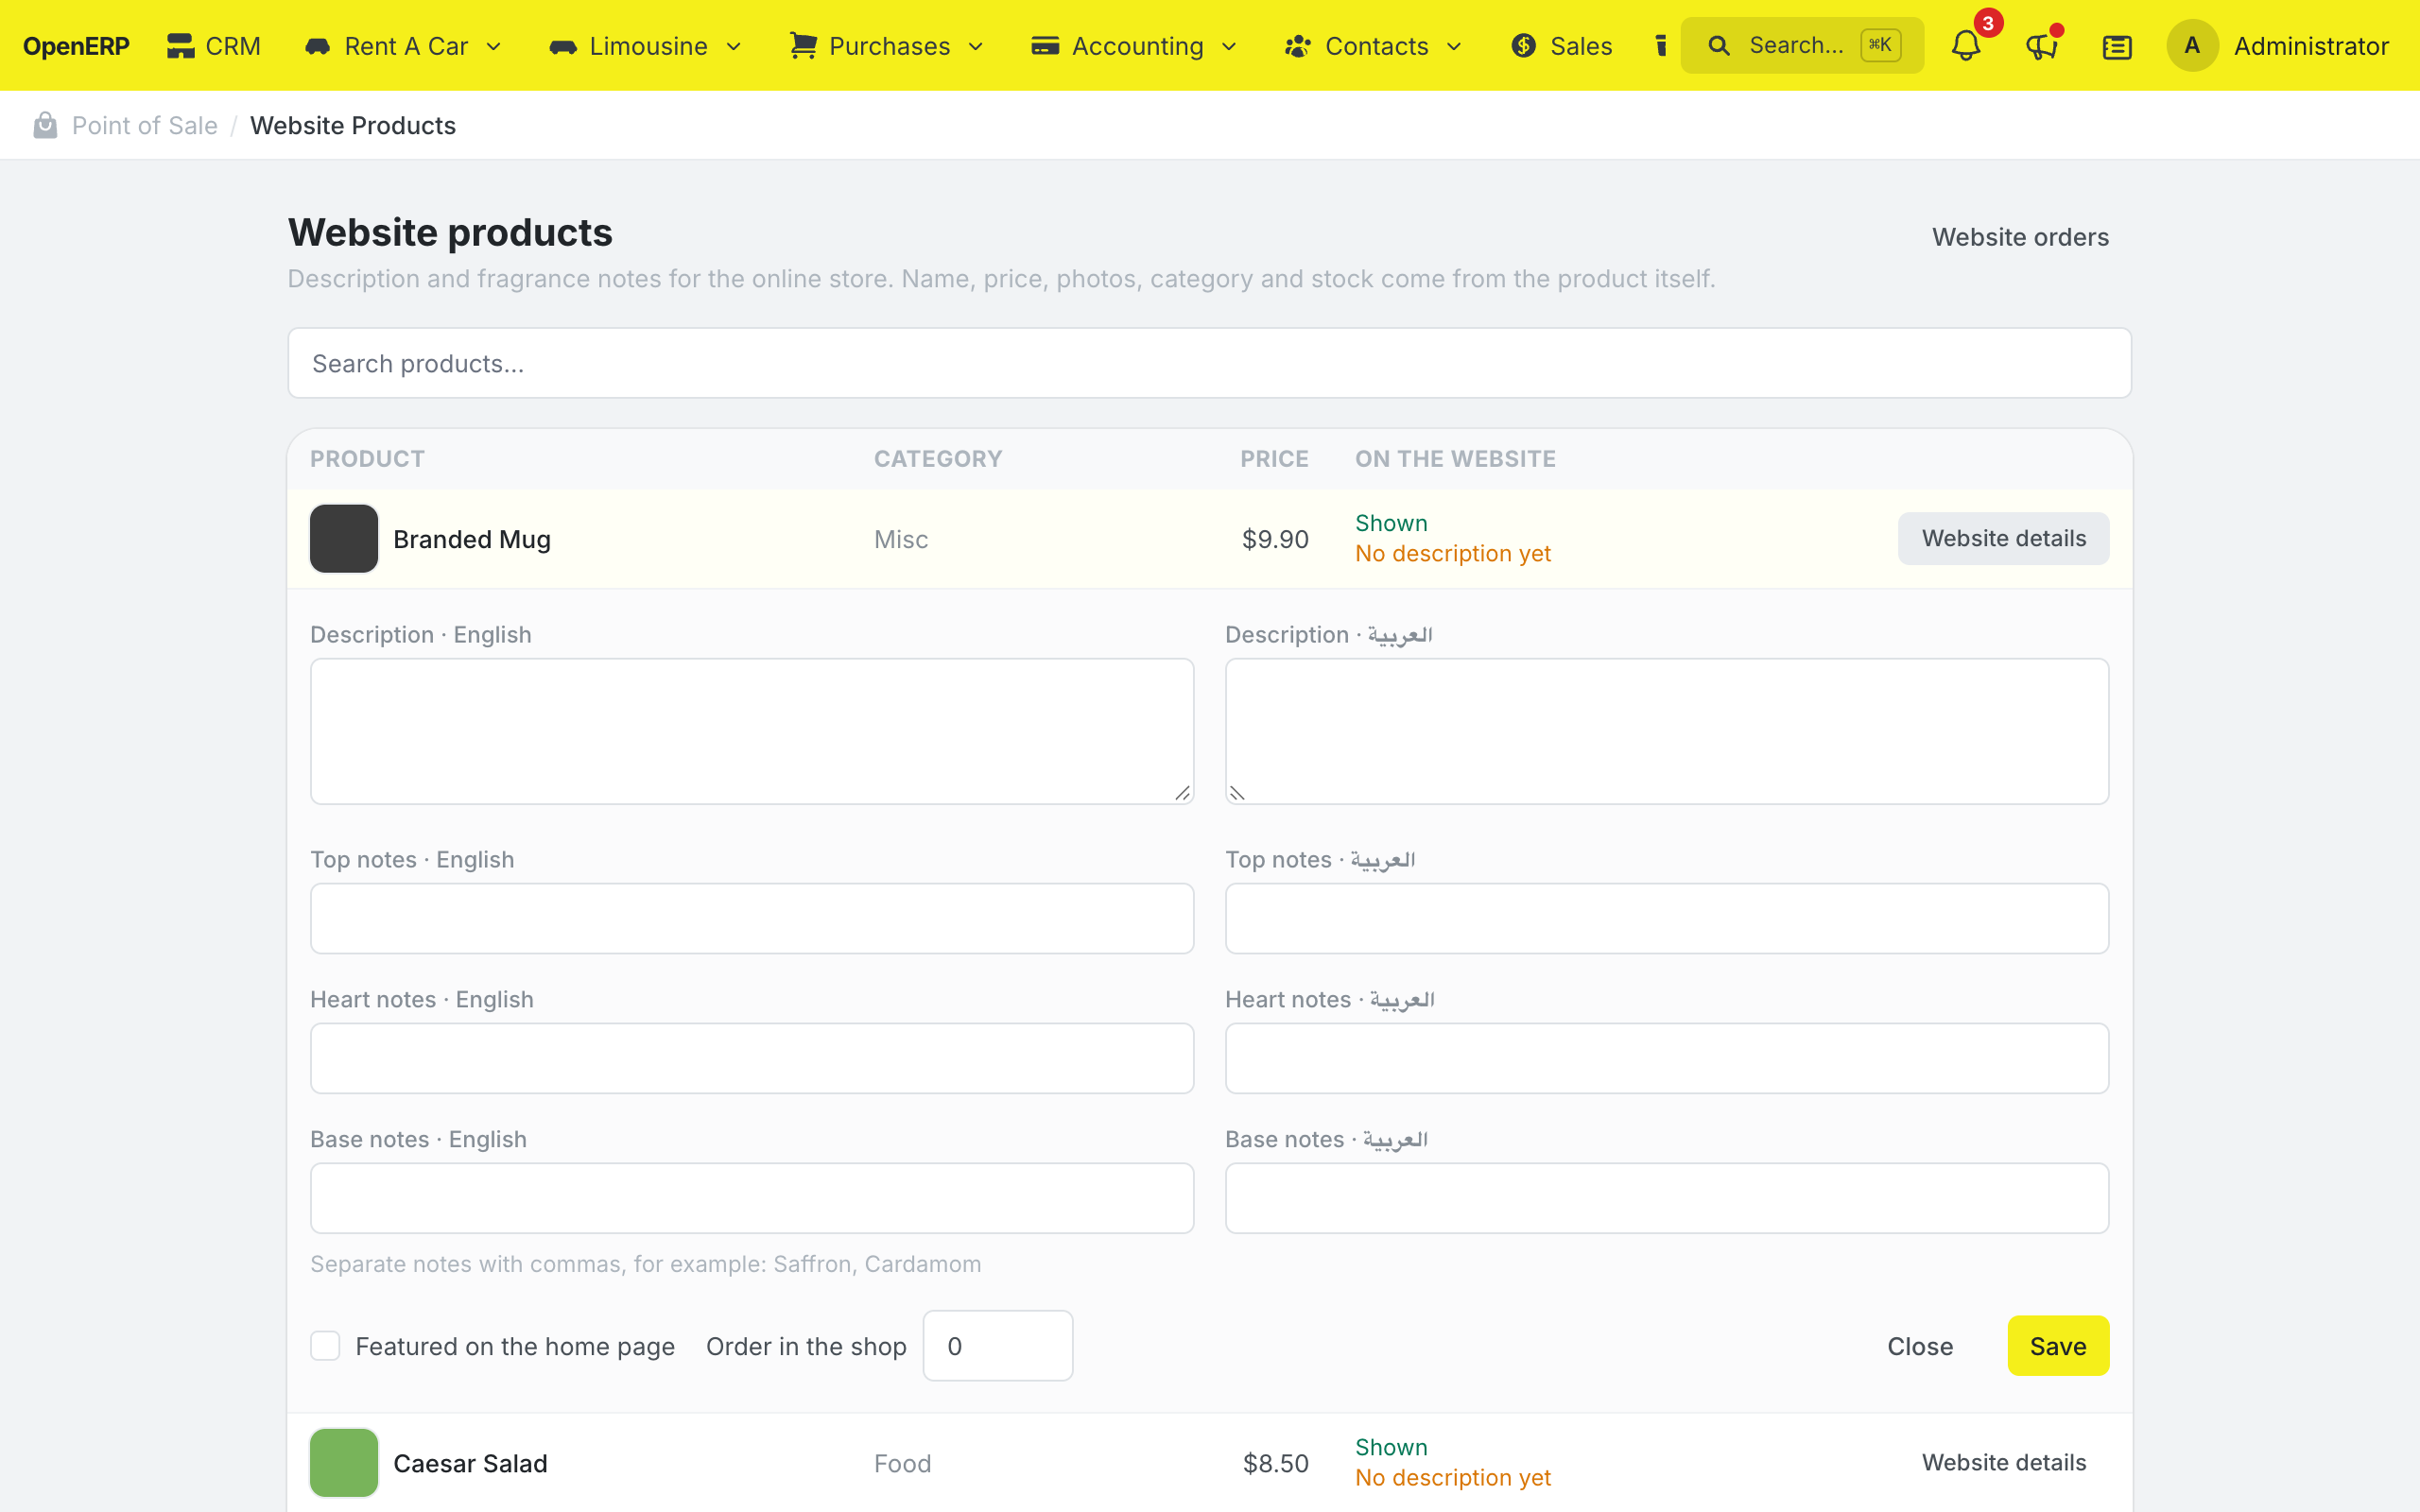 OpenERP CRM Rent A Car Limousine Purchases Accounting Contacts Sales Search... ⌘K 3 A Administrator
Point of Sale / Website Products
Website products
Website orders
Description and fragrance notes for the online store. Name, price, photos, category and stock come from the product itself.
Search products...
PRODUCT CATEGORY PRICE ON THE WEBSITE
Branded Mug Misc $9.90 Shown
No description yet
Website details
Description · English
Description · العربية
Top notes · English
Top notes · العربية
Heart notes · English
Heart notes · العربية
Base notes · English
Base notes · العربية
Separate notes with commas, for example: Saffron, Cardamom
Featured on the home page Order in the shop 0 Close Save
Caesar Salad Food $8.50 Shown
No description yet
Website details